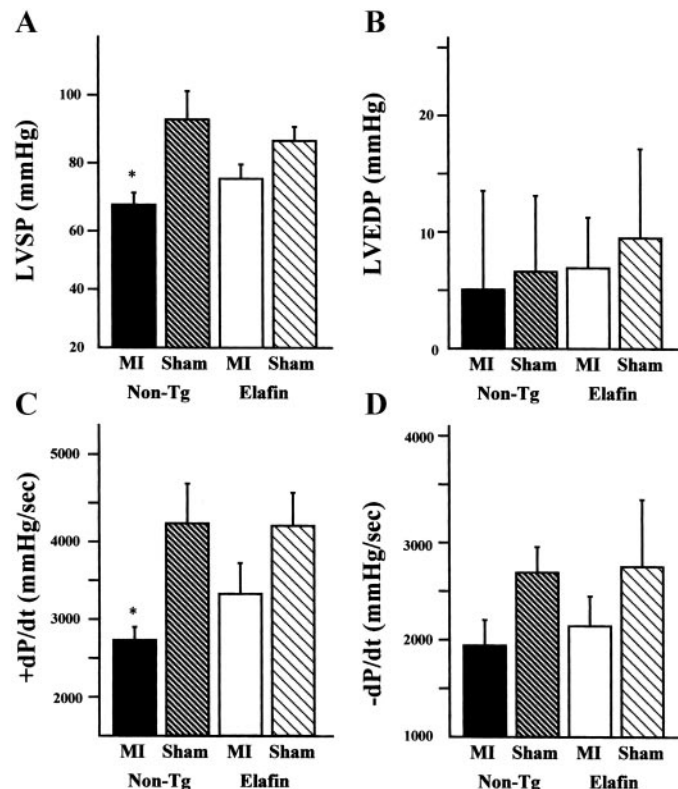 A
LVSP (mmHg)
100
80
60
40
20
*
MI Sham MI Sham
Non-Tg Elafin
B
LVEDP (mmHg)
20
10
0
MI Sham MI Sham
Non-Tg Elafin
C
+dP/dt (mmHg/sec)
5000
4000
3000
2000
*
MI Sham MI Sham
Non-Tg Elafin
D
-dP/dt (mmHg/sec)
4000
3000
2000
1000
MI Sham MI Sham
Non-Tg Elafin